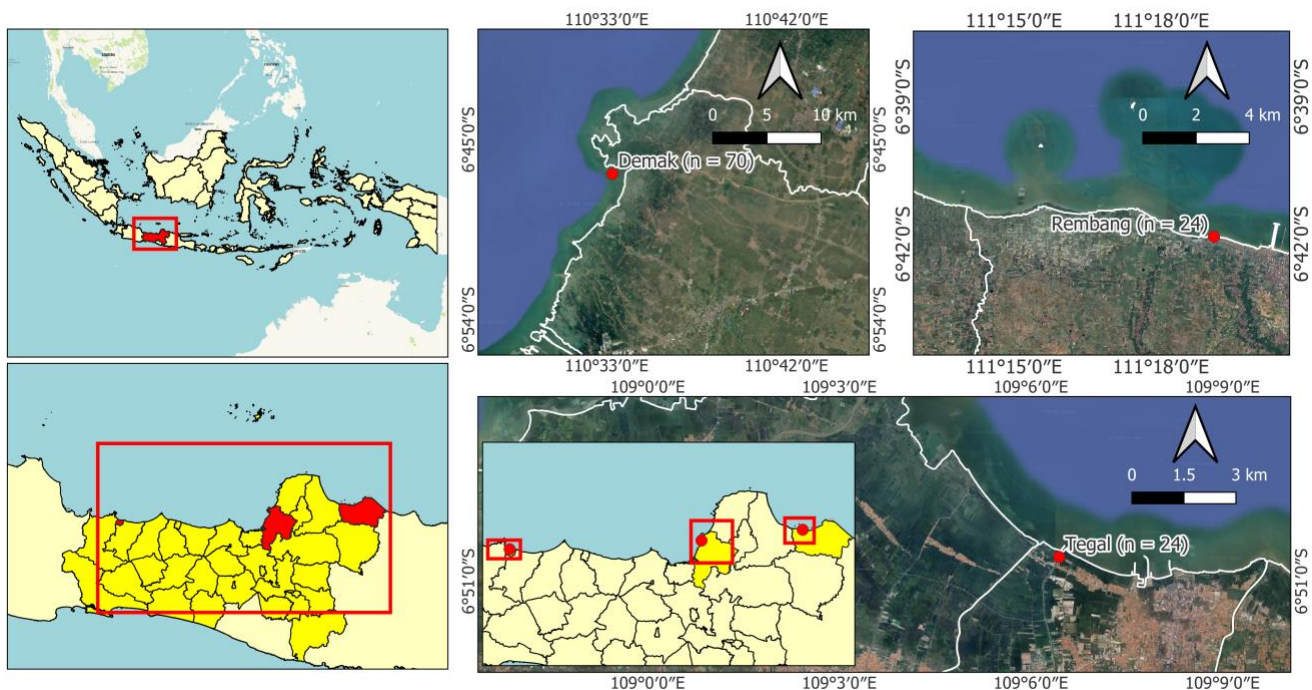 110°33′0″E 110°42′0″E
111°15′0″E 111°18′0″E
6°45′0″S
6°54′0″S
0 5 10 km
Demak (n = 70)
6°45′0″S
6°54′0″S
110°33′0″E 110°42′0″E
6°39′0″S
6°42′0″S
0 2 4 km
Rembang (n = 24)
6°39′0″S
6°42′0″S
111°15′0″E 111°18′0″E
109°0′0″E 109°3′0″E 109°6′0″E 109°9′0″E
6°51′0″S
0 1.5 3 km
Tegal (n = 24)
6°51′0″S
109°0′0″E 109°3′0″E 109°6′0″E 109°9′0″E